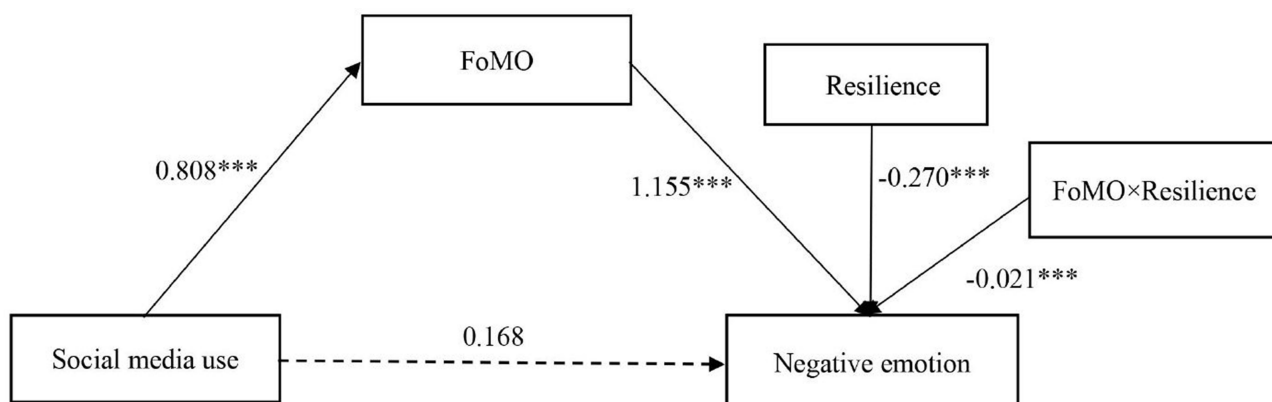 FoMO
Resilience
0.808***
1.155***
-0.270***
FoMO×Resilience
-0.021***
Social media use
0.168
Negative emotion